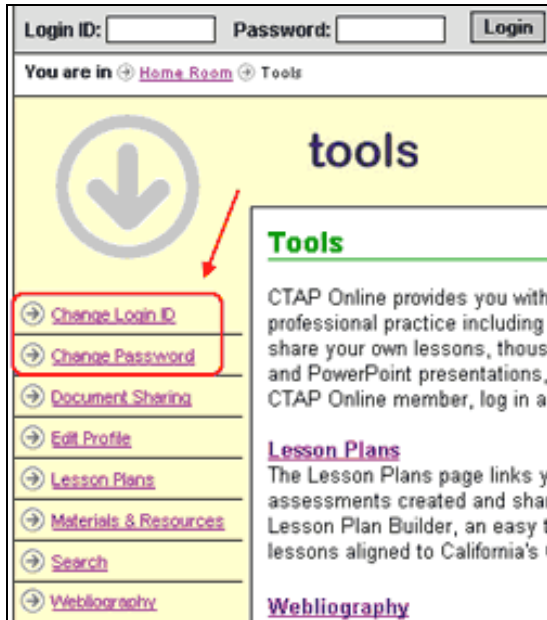 Login ID: Password: Login
You are in Home Room Tools
tools
Change Login ID
Change Password
Document Sharing
Edit Profile
Lesson Plans
Materials & Resources
Search
Webliography
Tools
CTAP Online provides you with
professional practice including
share your own lessons, thous
and PowerPoint presentations,
CTAP Online member, log in a
Lesson Plans
The Lesson Plans page links y
assessments created and shar
Lesson Plan Builder, an easy t
lessons aligned to California's
Webliography